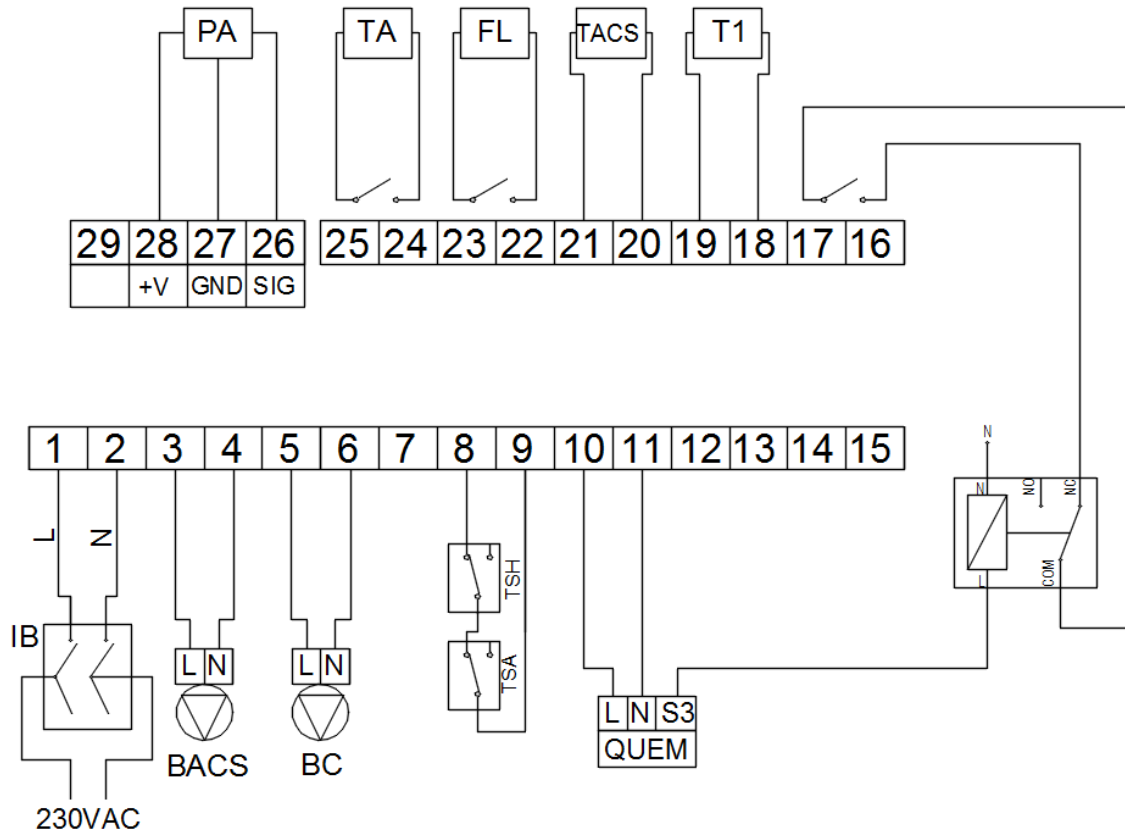 PA TA FL TACS T1
29 28 27 26 25 24 23 22 21 20 19 18 17 16
+V GND SIG
1 2 3 4 5 6 7 8 9 10 11 12 13 14 15
N
N NO NC
L COM
L N
TSH
IB
TSA
L N L N
L N S3
BACS BC QUEM
230VAC